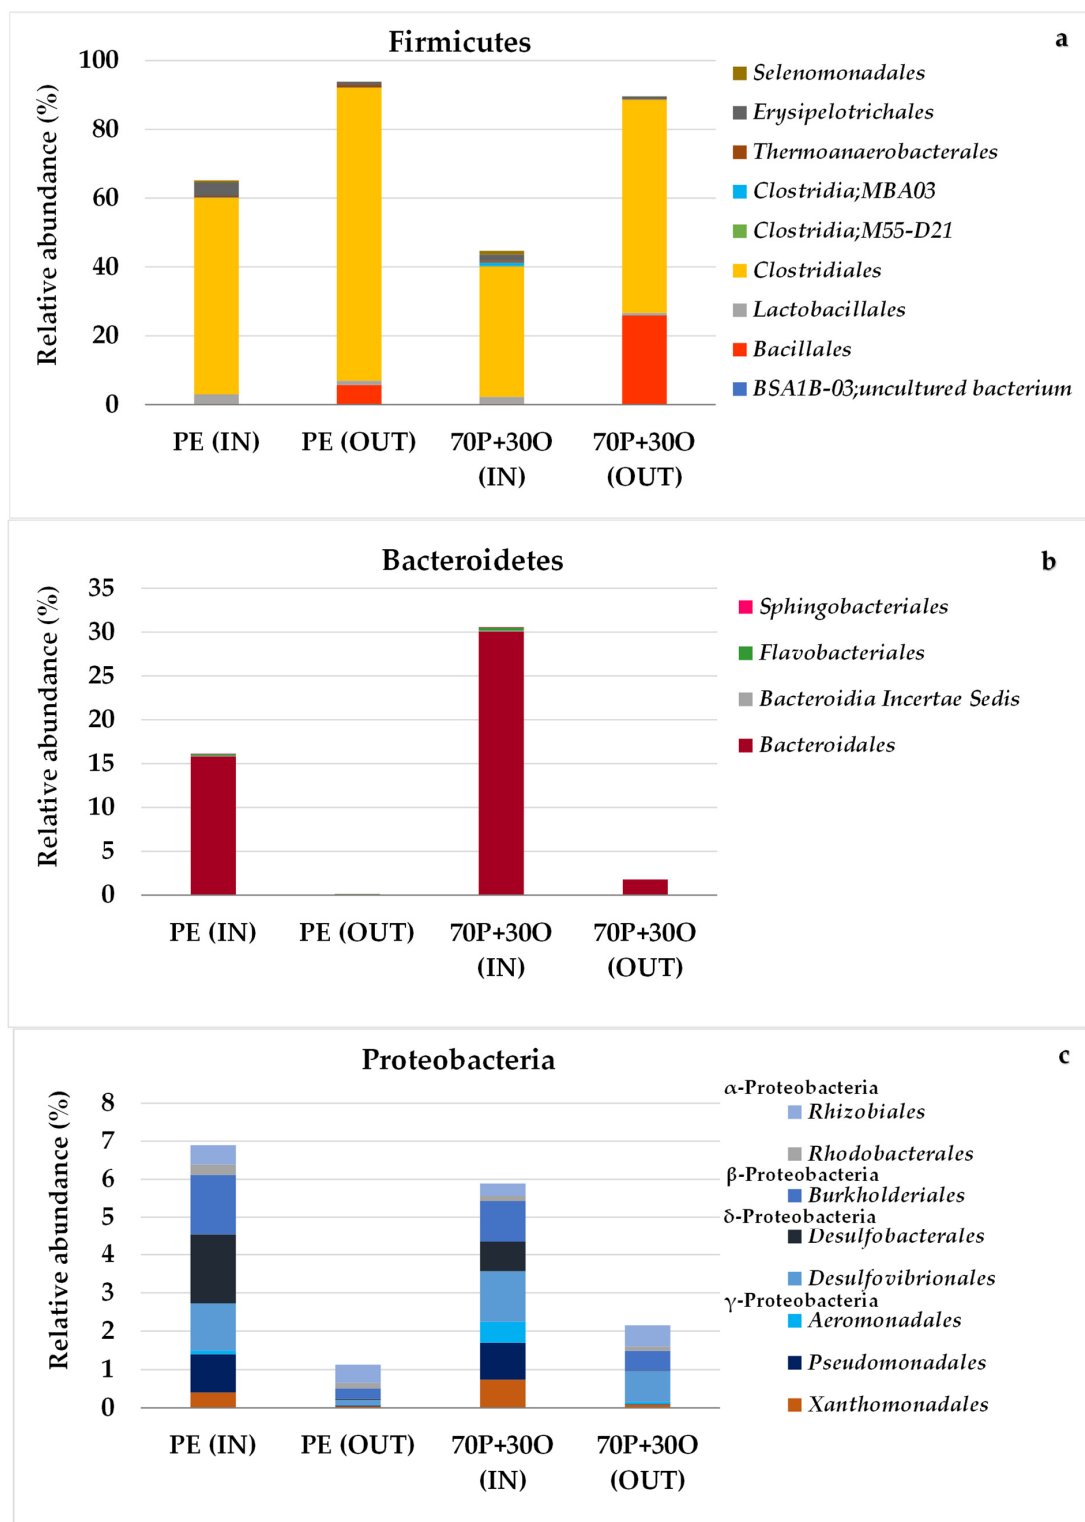 Firmicutes
a
Relative abundance (%)
100
80
60
40
20
0
PE (IN)
PE (OUT)
70P+30O
(IN)
70P+30O
(OUT)
Selenomonadales
Erysipelotrichales
Thermoanaerobacterales
Clostridia;MBA03
Clostridia;M55-D21
Clostridiales
Lactobacillales
Bacillales
BSA1B-03;uncultured bacterium
Bacteroidetes
b
Relative abundance (%)
35
30
25
20
15
10
5
0
PE (IN)
PE (OUT)
70P+30O
(IN)
70P+30O
(OUT)
Sphingobacteriales
Flavobacteriales
Bacteroidia Incertae Sedis
Bacteroidales
Proteobacteria
c
Relative abundance (%)
8
7
6
5
4
3
2
1
0
PE (IN)
PE (OUT)
70P+30O
(IN)
70P+30O
(OUT)
α-Proteobacteria
Rhizobiales
Rhodobacterales
β-Proteobacteria
Burkholderiales
δ-Proteobacteria
Desulfobacterales
Desulfovibrionales
γ-Proteobacteria
Aeromonadales
Pseudomonadales
Xanthomonadales